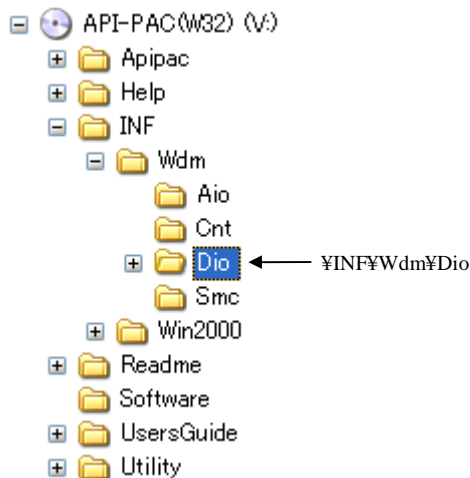 API-PAC(W32) (V:)
Apipac
Help
INF
Wdm
Aio
Cnt
Dio
¥INF¥Wdm¥Dio
Smc
Win2000
Readme
Software
UsersGuide
Utility